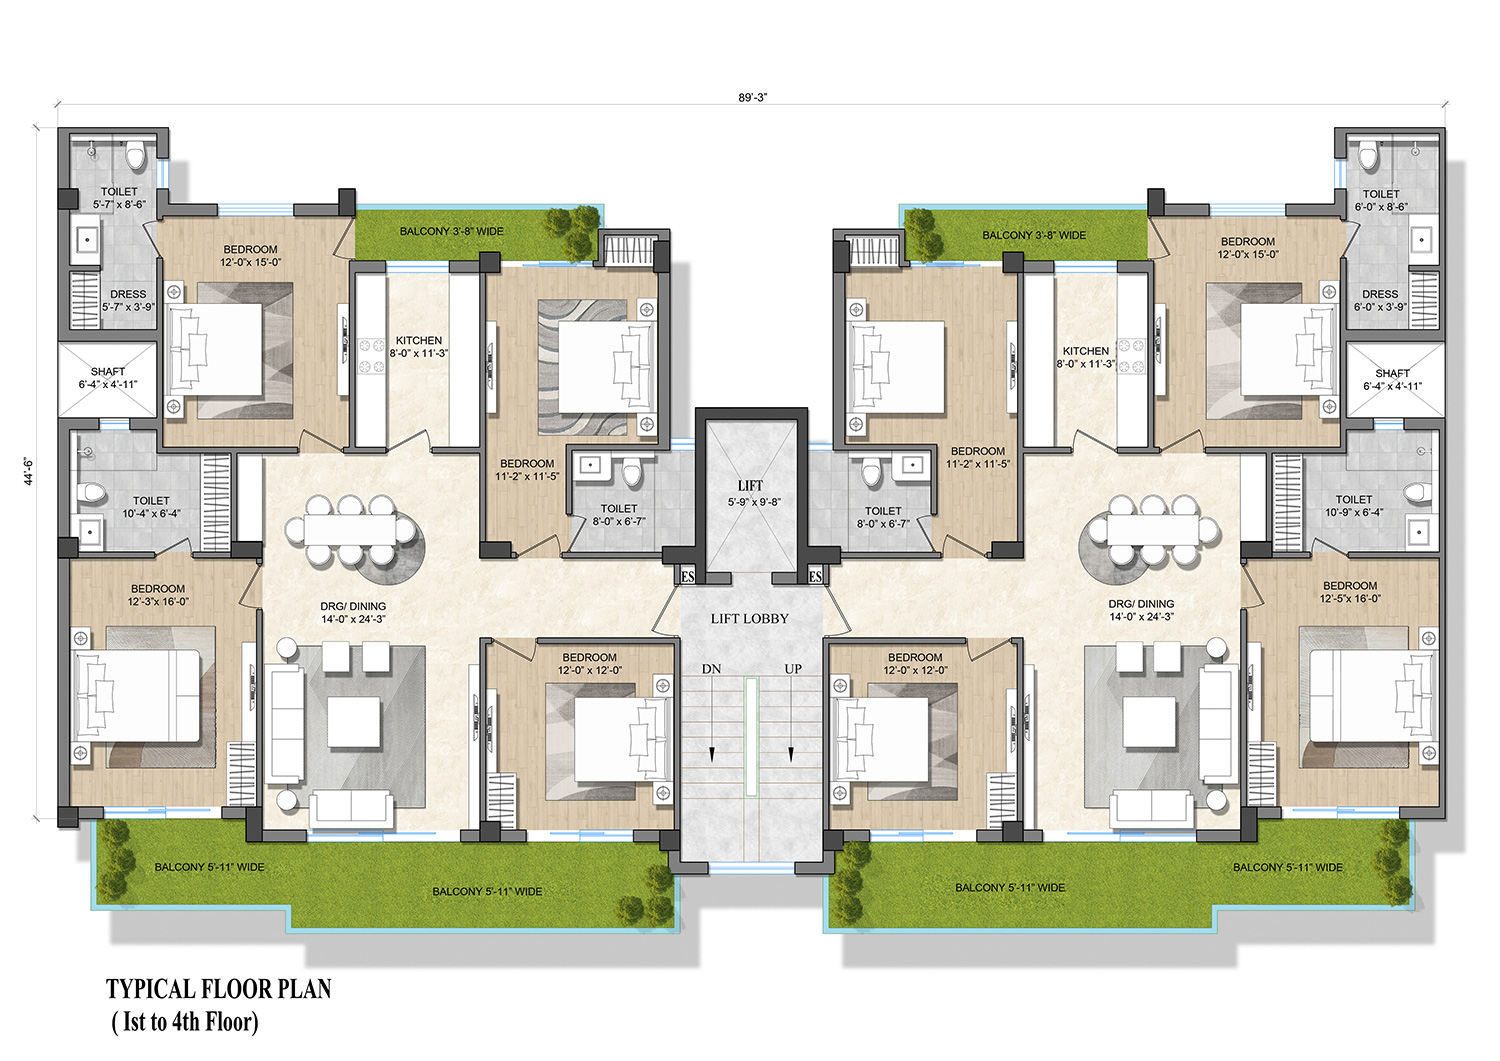 89'-3"
44'-6"
TOILET
5'-7" x 8'-6"
DRESS
5'-7" x 3'-9"
BEDROOM
12'-0"x 15'-0"
BALCONY 3'-8" WIDE
KITCHEN
8'-0" x 11'-3"
SHAFT
6'-4" x 4'-11"
BEDROOM
11'-2" x 11'-5"
TOILET
10'-4" x 6'-4"
TOILET
8'-0" x 6'-7"
BEDROOM
12'-3"x 16'-0"
DRG/ DINING
14'-0" x 24'-3"
BEDROOM
12'-0" x 12'-0"
BALCONY 5'-11" WIDE
BALCONY 5'-11" WIDE
LIFT
5'-9" x 9'-8"
ES
ES
LIFT LOBBY
DN
UP
BALCONY 3'-8" WIDE
BEDROOM
12'-0"x 15'-0"
TOILET
6'-0" x 8'-6"
DRESS
6'-0" x 3'-9"
KITCHEN
8'-0" x 11'-3"
SHAFT
6'-4" x 4'-11"
BEDROOM
11'-2" x 11'-5"
TOILET
8'-0" x 6'-7"
TOILET
10'-9" x 6'-4"
DRG/ DINING
14'-0" x 24'-3"
BEDROOM
12'-5"x 16'-0"
BEDROOM
12'-0" x 12'-0"
BALCONY 5'-11" WIDE
BALCONY 5'-11" WIDE
TYPICAL FLOOR PLAN
( Ist to 4th Floor)